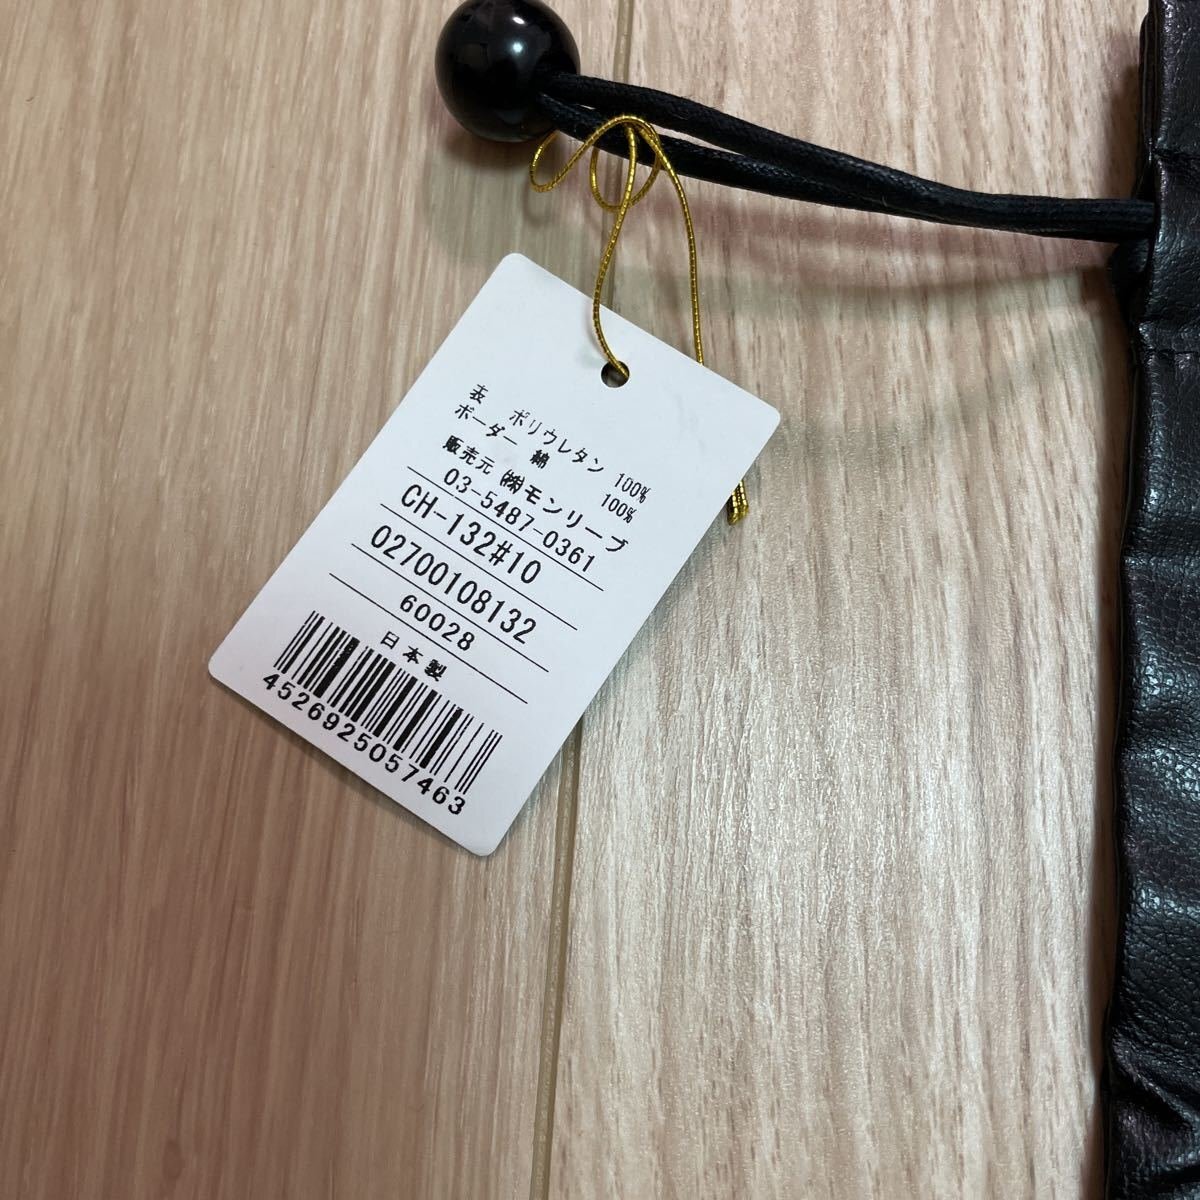 表 ポリウレタン 100%
ボーダー 綿 100%
販売元 ㈱モンリーブ
03-5487-0361
CH-132#10
02700108132
60028
日本製
4526925057463